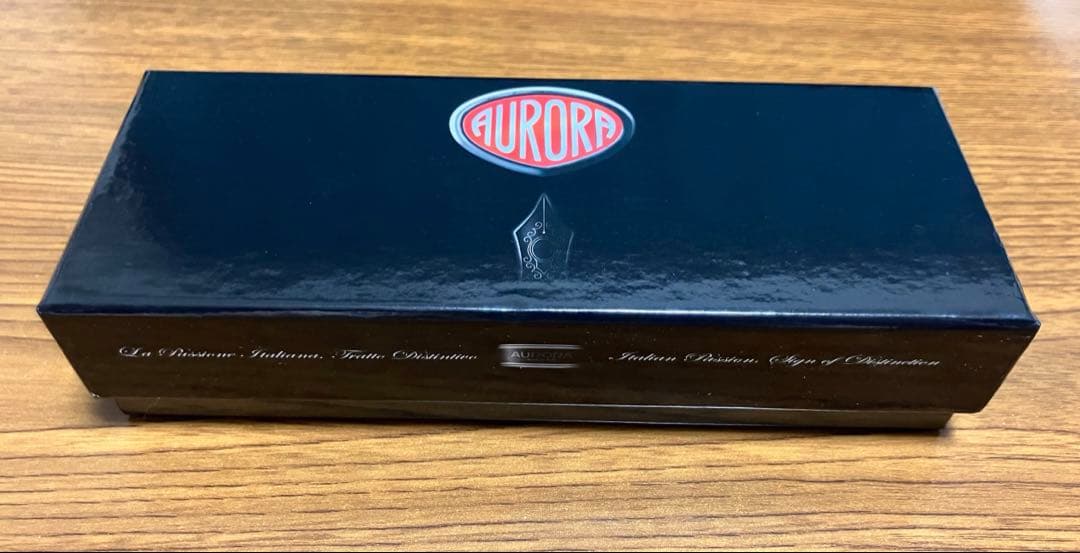 AURORA
La Passione Italiana. Tratto Distintivo AURORA Italian Passion. Sign of Distinction